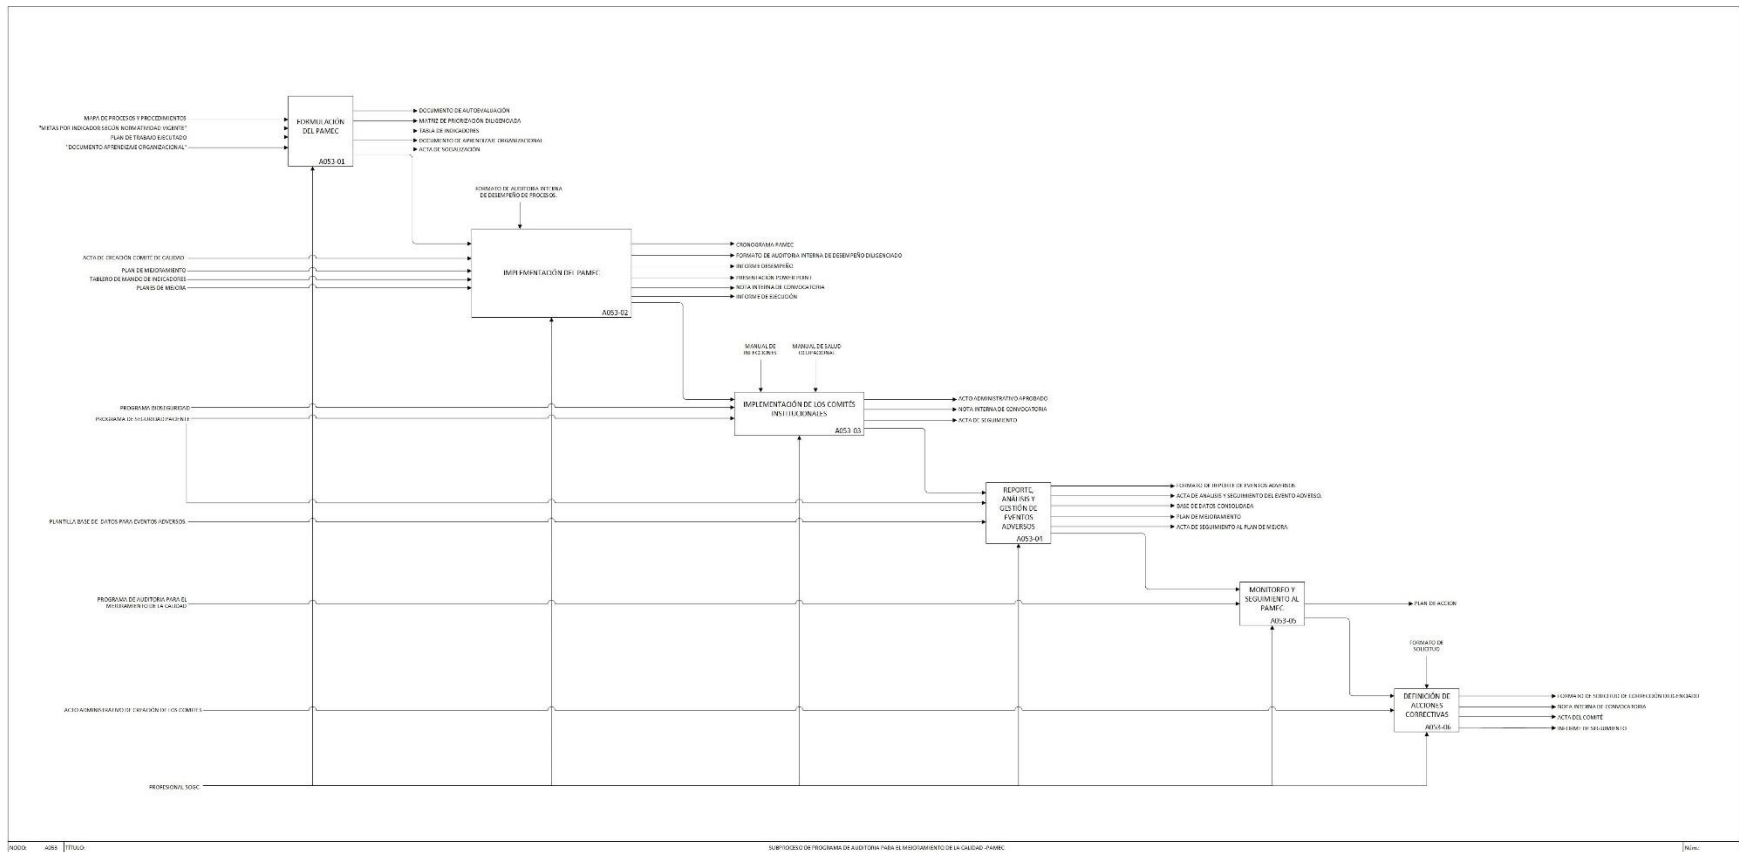 MAPA DE PROCESOS Y PROCEDIMIENTOS
"METAS POR INDICADOR SEGÚN NORMATIVIDAD VIGENTE"
PLAN DE TRABAJO EJECUTADO
"DOCUMENTO APRENDIZAJE ORGANIZACIONAL"
FORMULACIÓN
DEL PAMEC
A053-01
DOCUMENTO DE AUTOEVALUACIÓN
MATRIZ DE PRIORIZACIÓN DILIGENCIADA
TABLA DE INDICADORES
DOCUMENTO DE APRENDIZAJE ORGANIZACIONAL
ACTA DE SOCIALIZACIÓN
FORMATO DE AUDITORIA INTERNA
DE DESEMPEÑO DE PROCESOS.
ACTA DE CREACIÓN COMITÉ DE CALIDAD
PLAN DE MEJORAMIENTO
TABLERO DE MANDO DE INDICADORES
PLANES DE MEJORA
IMPLEMENTACIÓN DEL PAMEC
A053-02
CRONOGRAMA PAMEC
FORMATO DE AUDITORIA INTERNA DE DESEMPEÑO DILIGENCIADO
INFORME DESEMPEÑO
PRESENTACIÓN POWER POINT
NOTA INTERNA DE CONVOCATORIA
INFORME DE EJECUCIÓN
MANUAL DE
INFECCIONES
MANUAL DE SALUD
OCUPACIONAL
PROGRAMA BIOSEGURIDAD
PROGRAMA DE SEGURIDAD PACIENTE
IMPLEMENTACIÓN DE LOS COMITÉS
INSTITUCIONALES
A053-03
ACTO ADMINISTRATIVO APROBADO
NOTA INTERNA DE CONVOCATORIA
ACTA DE SEGUIMIENTO
PLANTILLA BASE DE DATOS PARA EVENTOS ADVERSOS
REPORTE,
ANÁLISIS Y
GESTIÓN DE
EVENTOS
ADVERSOS
A053-04
FORMATO DE REPORTE DE EVENTOS ADVERSOS
ACTA DE ANALISIS Y SEGUIMIENTO DEL EVENTO ADVERSO.
BASE DE DATOS CONSOLIDADA
PLAN DE MEJORAMIENTO
ACTA DE SEGUIMIENTO AL PLAN DE MEJORA
PROGRAMA DE AUDITORIA PARA EL
MEJORAMIENTO DE LA CALIDAD
MONITOREO Y
SEGUIMIENTO AL
PAMEC
A053-05
PLAN DE ACCION
FORMATO DE
SOLICITUD
ACTO ADMINISTRATIVO DE CREACIÓN DE LOS COMITES
DEFINICIÓN DE
ACCIONES
CORRECTIVAS
A053-06
FORMATO DE SOLICITUD DE CORRECCIÓN DILIGENCIADO
NOTA INTERNA DE CONVOCATORIA
ACTA DEL COMITÉ
INFORME DE SEGUIMIENTO
PROFESIONAL SOGC
NODO: A053 TÍTULO: SUBPROCESO DE PROGRAMA DE AUDITORIA PARA EL MEJORAMIENTO DE LA CALIDAD -PAMEC Núm.: